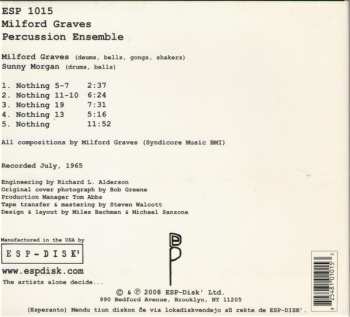 ESP 1015
Milford Graves
Percussion Ensemble
Milford Graves (drums, bells, gongs, shakers)
Sunny Morgan (drums, bells)
1. Nothing 5-7 2:37
2. Nothing 11-10 6:24
3. Nothing 19 7:31
4. Nothing 13 5:16
5. Nothing 11:52
All compositions by Milford Graves (Syndicore Music BMI)
Recorded July, 1965
Engineering by Richard L. Alderson
Original cover photograph by Bob Greene
Production Manager Tom Abbs
Tape transfer & mastering by Steven Walcott
Design & layout by Miles Bachman & Michael Sanzone
Manufactured in the USA by
ESP-DISK'
www.espdisk.com
The artists alone decide...
© & ℗ 2008 ESP-Disk' Ltd.
990 Bedford Avenue, Brooklyn, NY 11205
(Esperanto) Mendu tiun diskon ĉe via lokadiskvendejo aŭ rekte de ESP-DISK'.